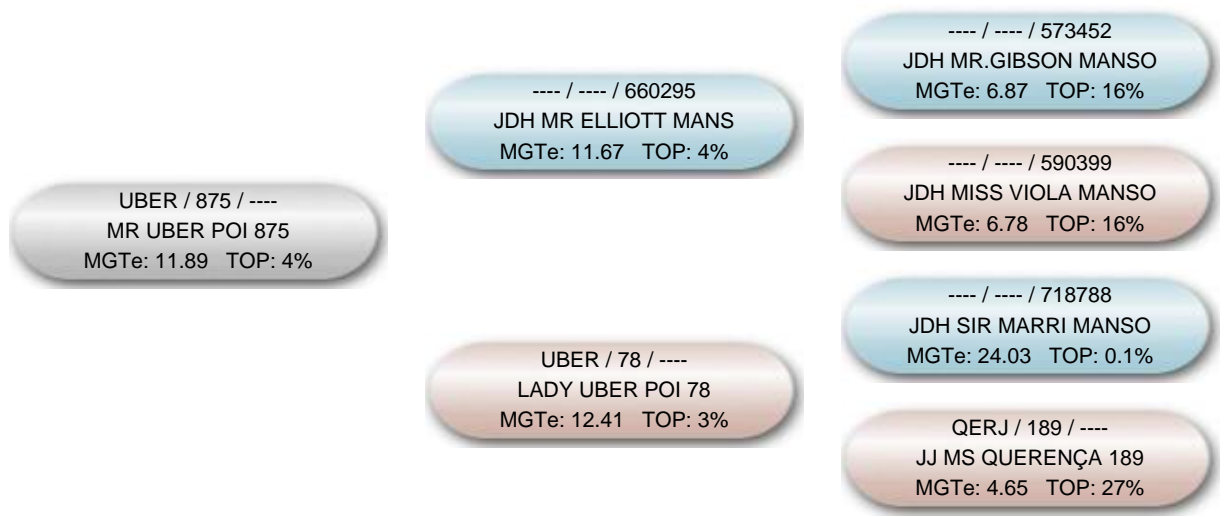 UBER / 875 / ----
MR UBER POI 875
MGTe: 11.89 TOP: 4%
---- / ---- / 660295
JDH MR ELLIOTT MANS
MGTe: 11.67 TOP: 4%
UBER / 78 / ----
LADY UBER POI 78
MGTe: 12.41 TOP: 3%
---- / ---- / 573452
JDH MR.GIBSON MANSO
MGTe: 6.87 TOP: 16%
---- / ---- / 590399
JDH MISS VIOLA MANSO
MGTe: 6.78 TOP: 16%
---- / ---- / 718788
JDH SIR MARRI MANSO
MGTe: 24.03 TOP: 0.1%
QERJ / 189 / ----
JJ MS QUERENÇA 189
MGTe: 4.65 TOP: 27%